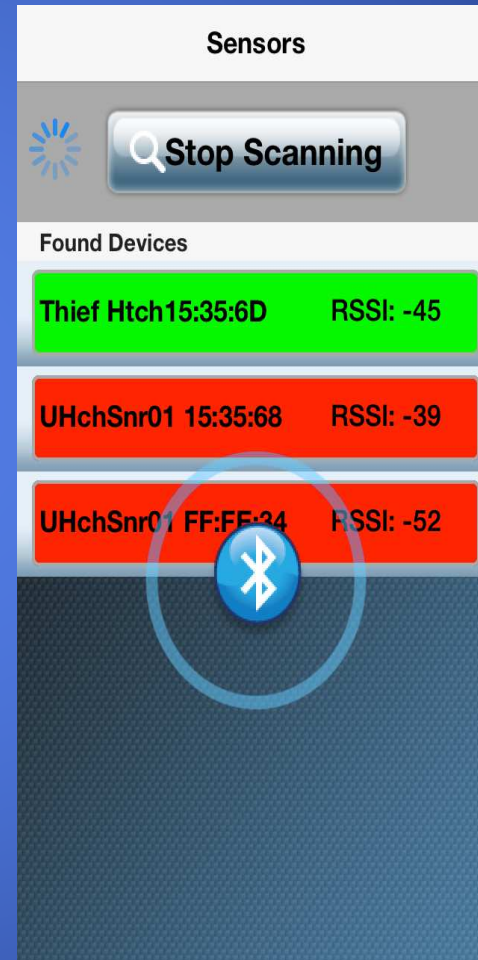 Sensors
Stop Scanning
Found Devices
Thief Htch15:35:6D RSSI: -45
UHchSnr01 15:35:68 RSSI: -39
UHchSnr01 FF:FF:34 RSSI: -52